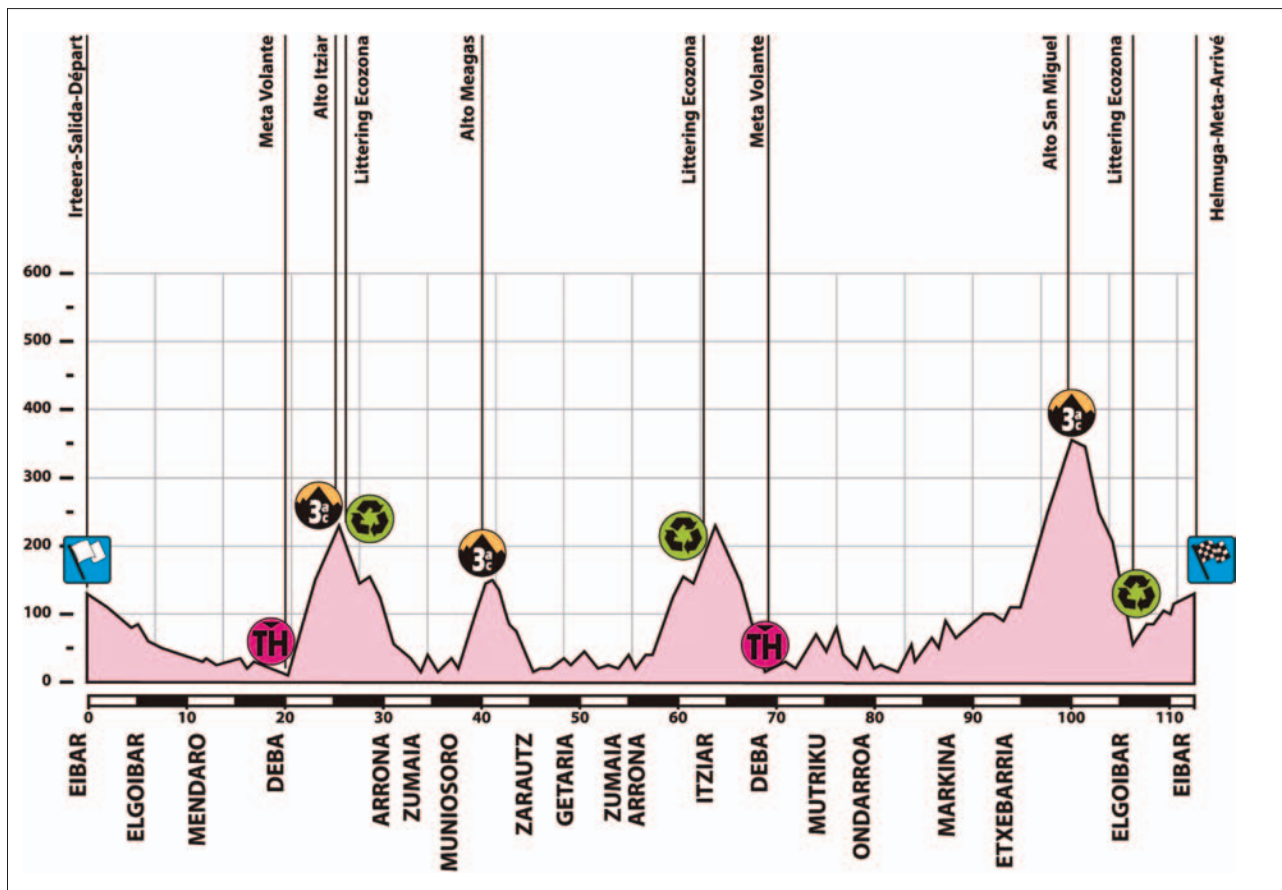 Irteera-Salida-Départ
Meta Volante
Alto Itziar
Littering Ecozona
Alto Meagas
Littering Ecozona
Meta Volante
Alto San Miguel
Littering Ecozona
Helmuga-Meta-Arrivé
600
500
400
300
200
100
0
3ªc
3ªc
3ªc
TH
TH
0
10
20
30
40
50
60
70
80
90
100
110
EIBAR
ELGOIBAR
MENDARO
DEBA
ARRONA
ZUMAIA
MUNIOSORO
ZARAUTZ
GETARIA
ZUMAIA
ARRONA
ITZIAR
DEBA
MUTRIKU
ONDARROA
MARKINA
ETXEBARRIA
ELGOIBAR
EIBAR